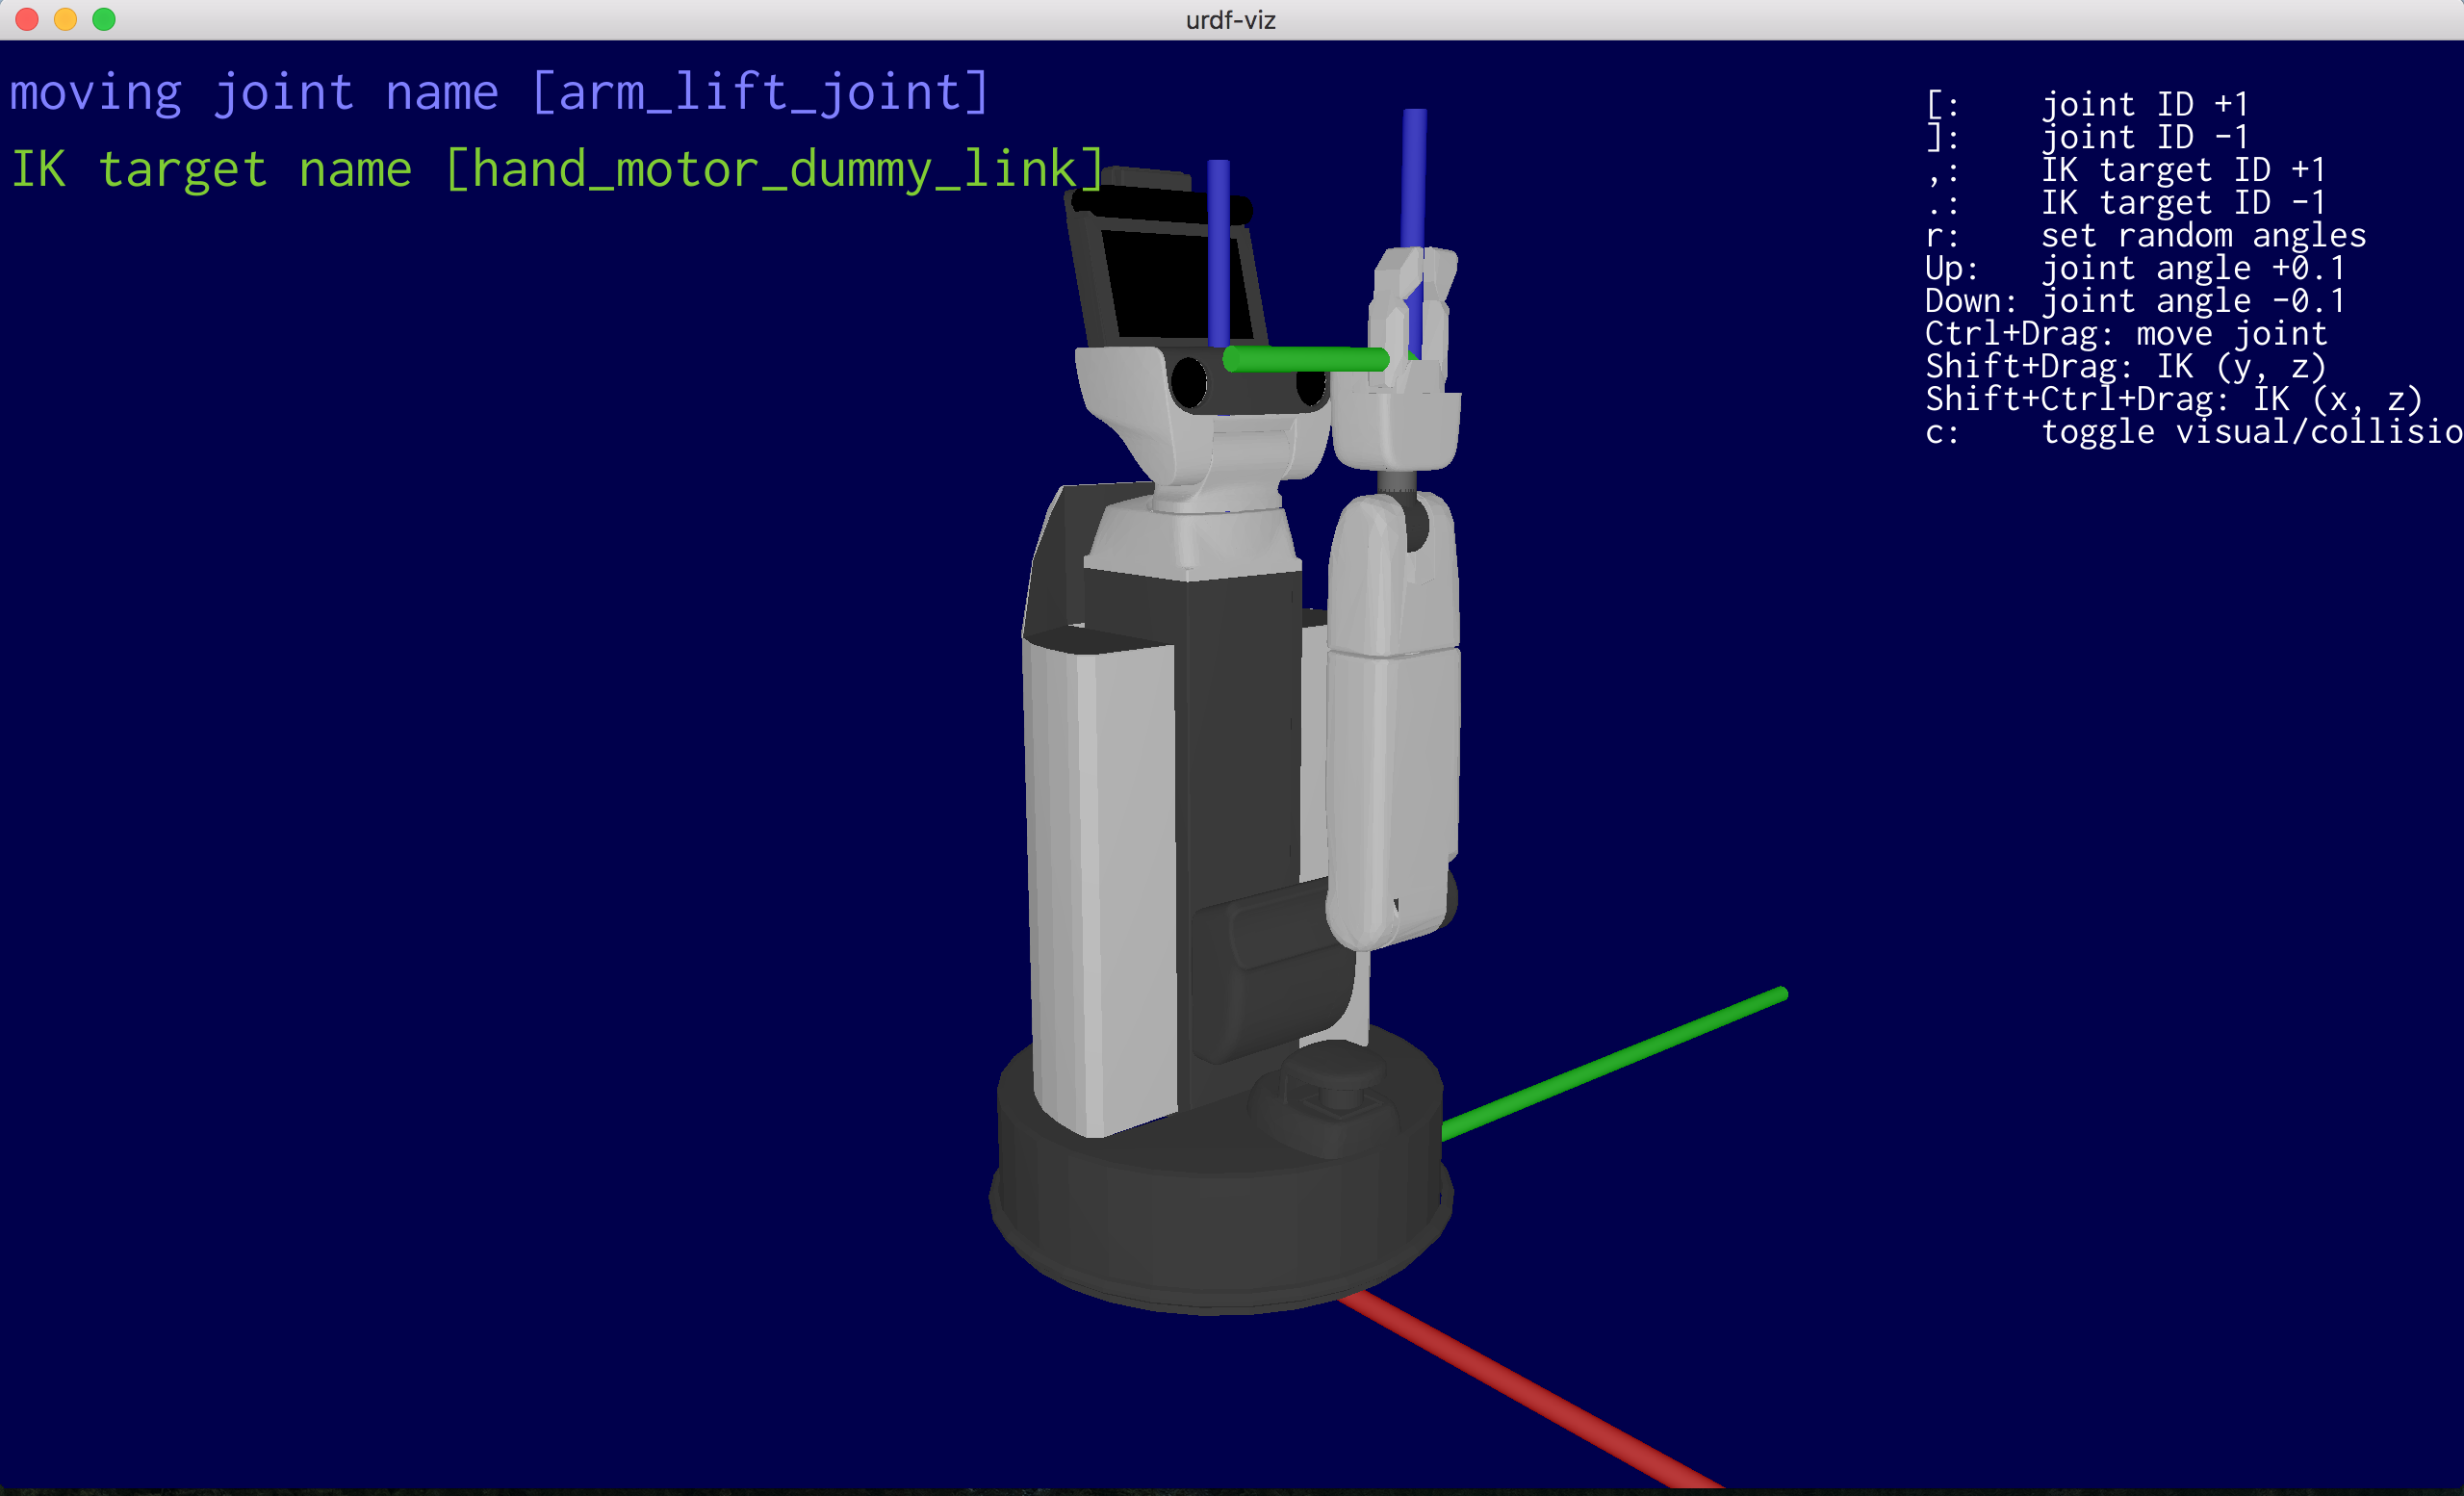 urdf-viz
moving joint name [arm_lift_joint]
IK target name [hand_motor_dummy_link]
[: joint ID +1
]: joint ID -1
,: IK target ID +1
.: IK target ID -1
r: set random angles
Up: joint angle +0.1
Down: joint angle -0.1
Ctrl+Drag: move joint
Shift+Drag: IK (y, z)
Shift+Ctrl+Drag: IK (x, z)
c: toggle visual/collisio